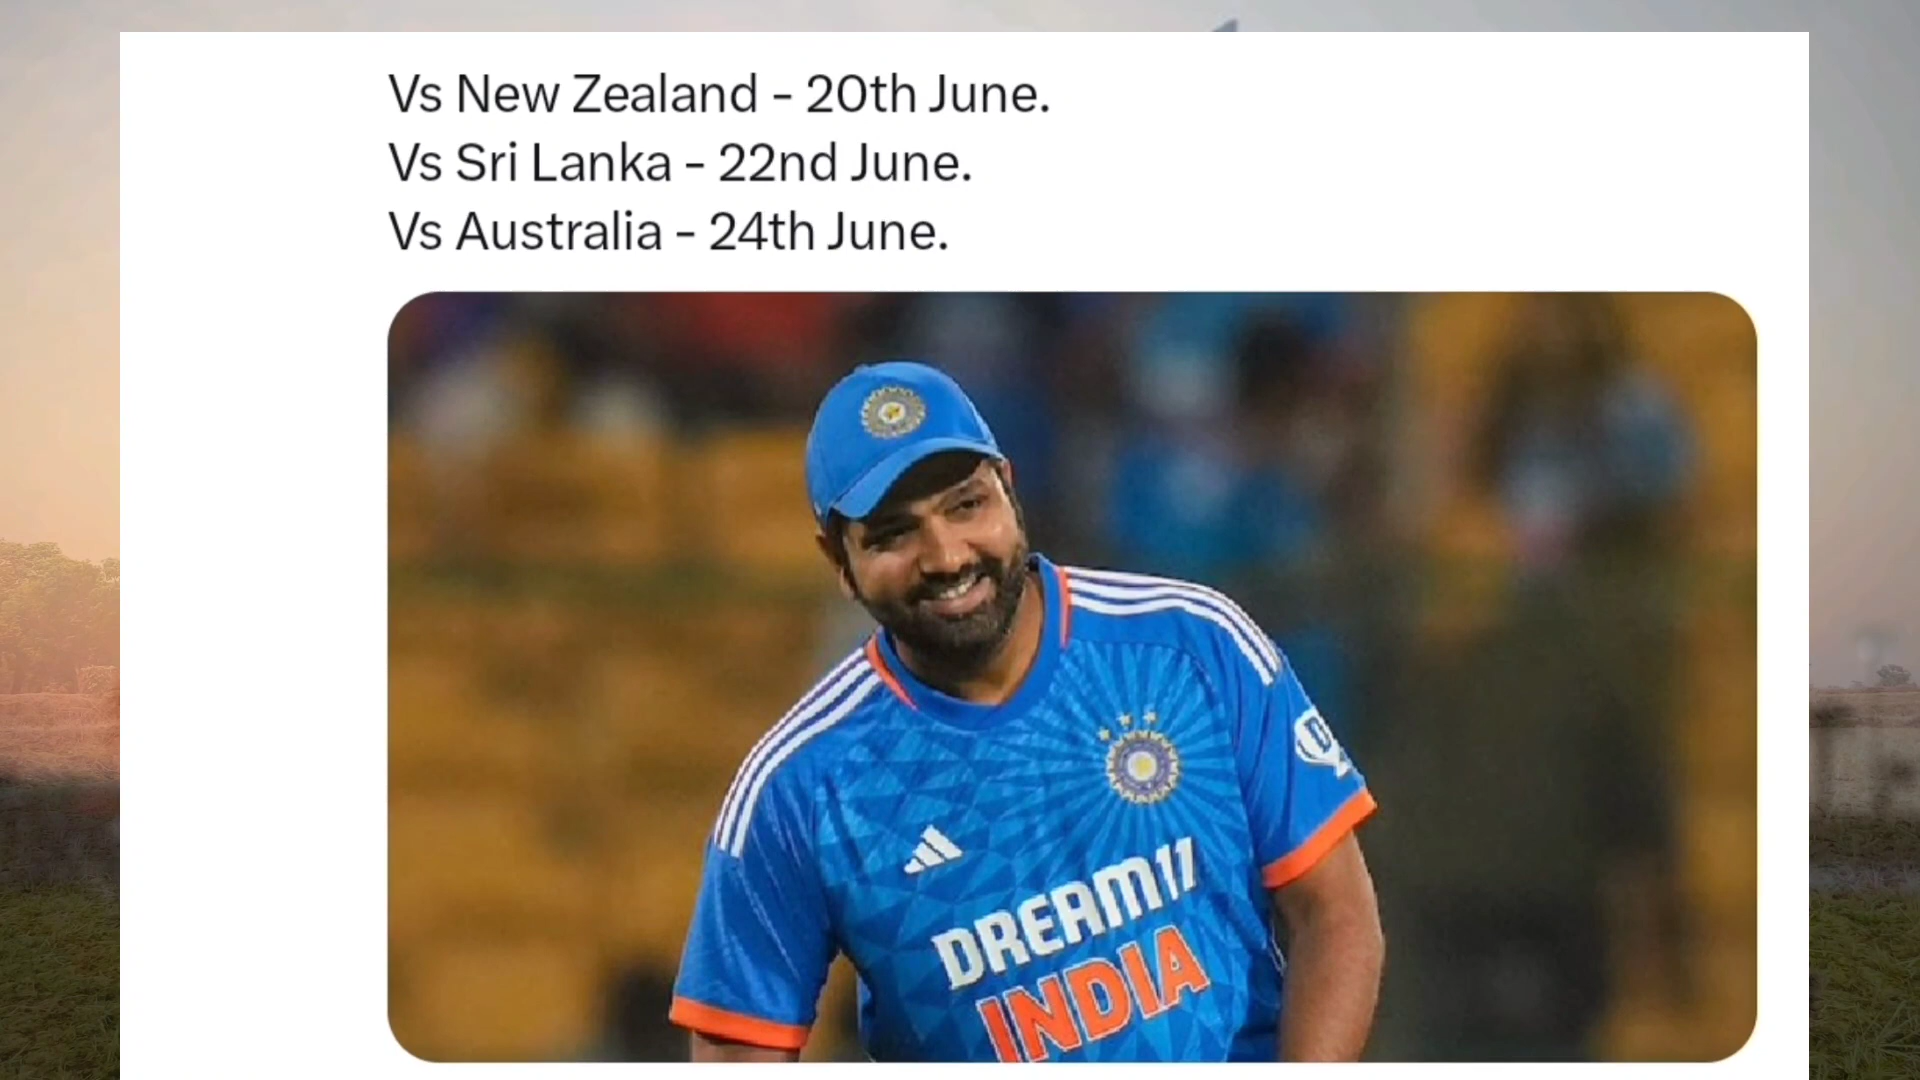 Vs New Zealand - 20th June.
Vs Sri Lanka - 22nd June.
Vs Australia - 24th June.
DREAM11
INDIA